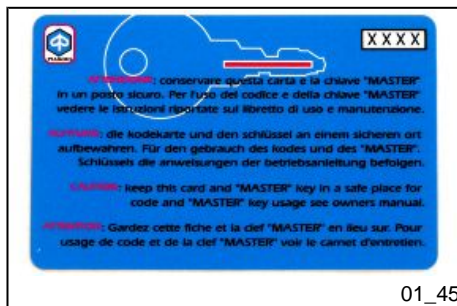 PIAGGIO
XXXX
ATTENZIONE: conservare questa carta e la chiave "MASTER"
in un posto sicuro. Per l'uso del codice e della chiave "MASTER"
vedere le istruzioni riportate sul libretto di uso e manutenzione.
ACHTUNG: die kodekarte und den schlüssel an einem sicheren ort
aufbewahren. Für den gebrauch des kodes und des "MASTER".
Schlüssels die anweisungen der betriebsanleitung befolgen.
CAUTION: keep this card and "MASTER" key in a safe place for
code and "MASTER" key usage see owners manual.
ATTENTION: Gardez cette fiche et la clef "MASTER" en lieu sur. Pour
usage de code et de la clef "MASTER" voir le carnet d'entretien.
01_45